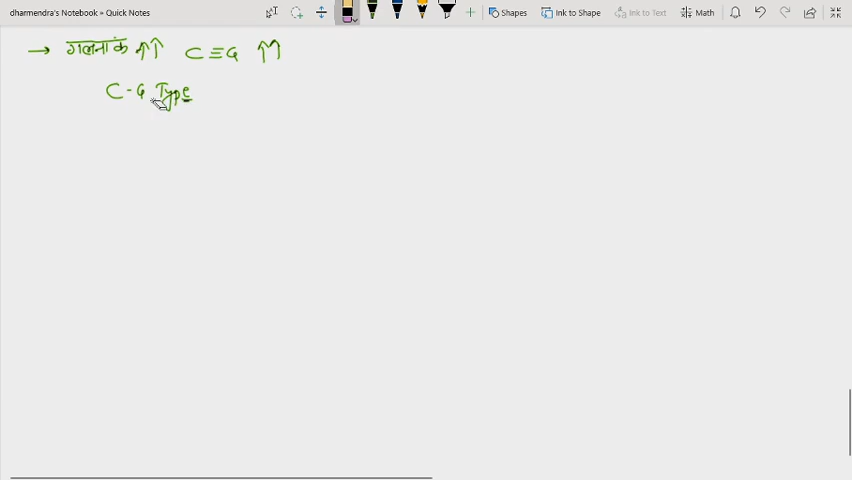 dharmendra's Notebook » Quick Notes Shapes Ink to Shape Ink to Text Math
→ गलनांक ↑↑ C≡G ↑↑
C-G Type